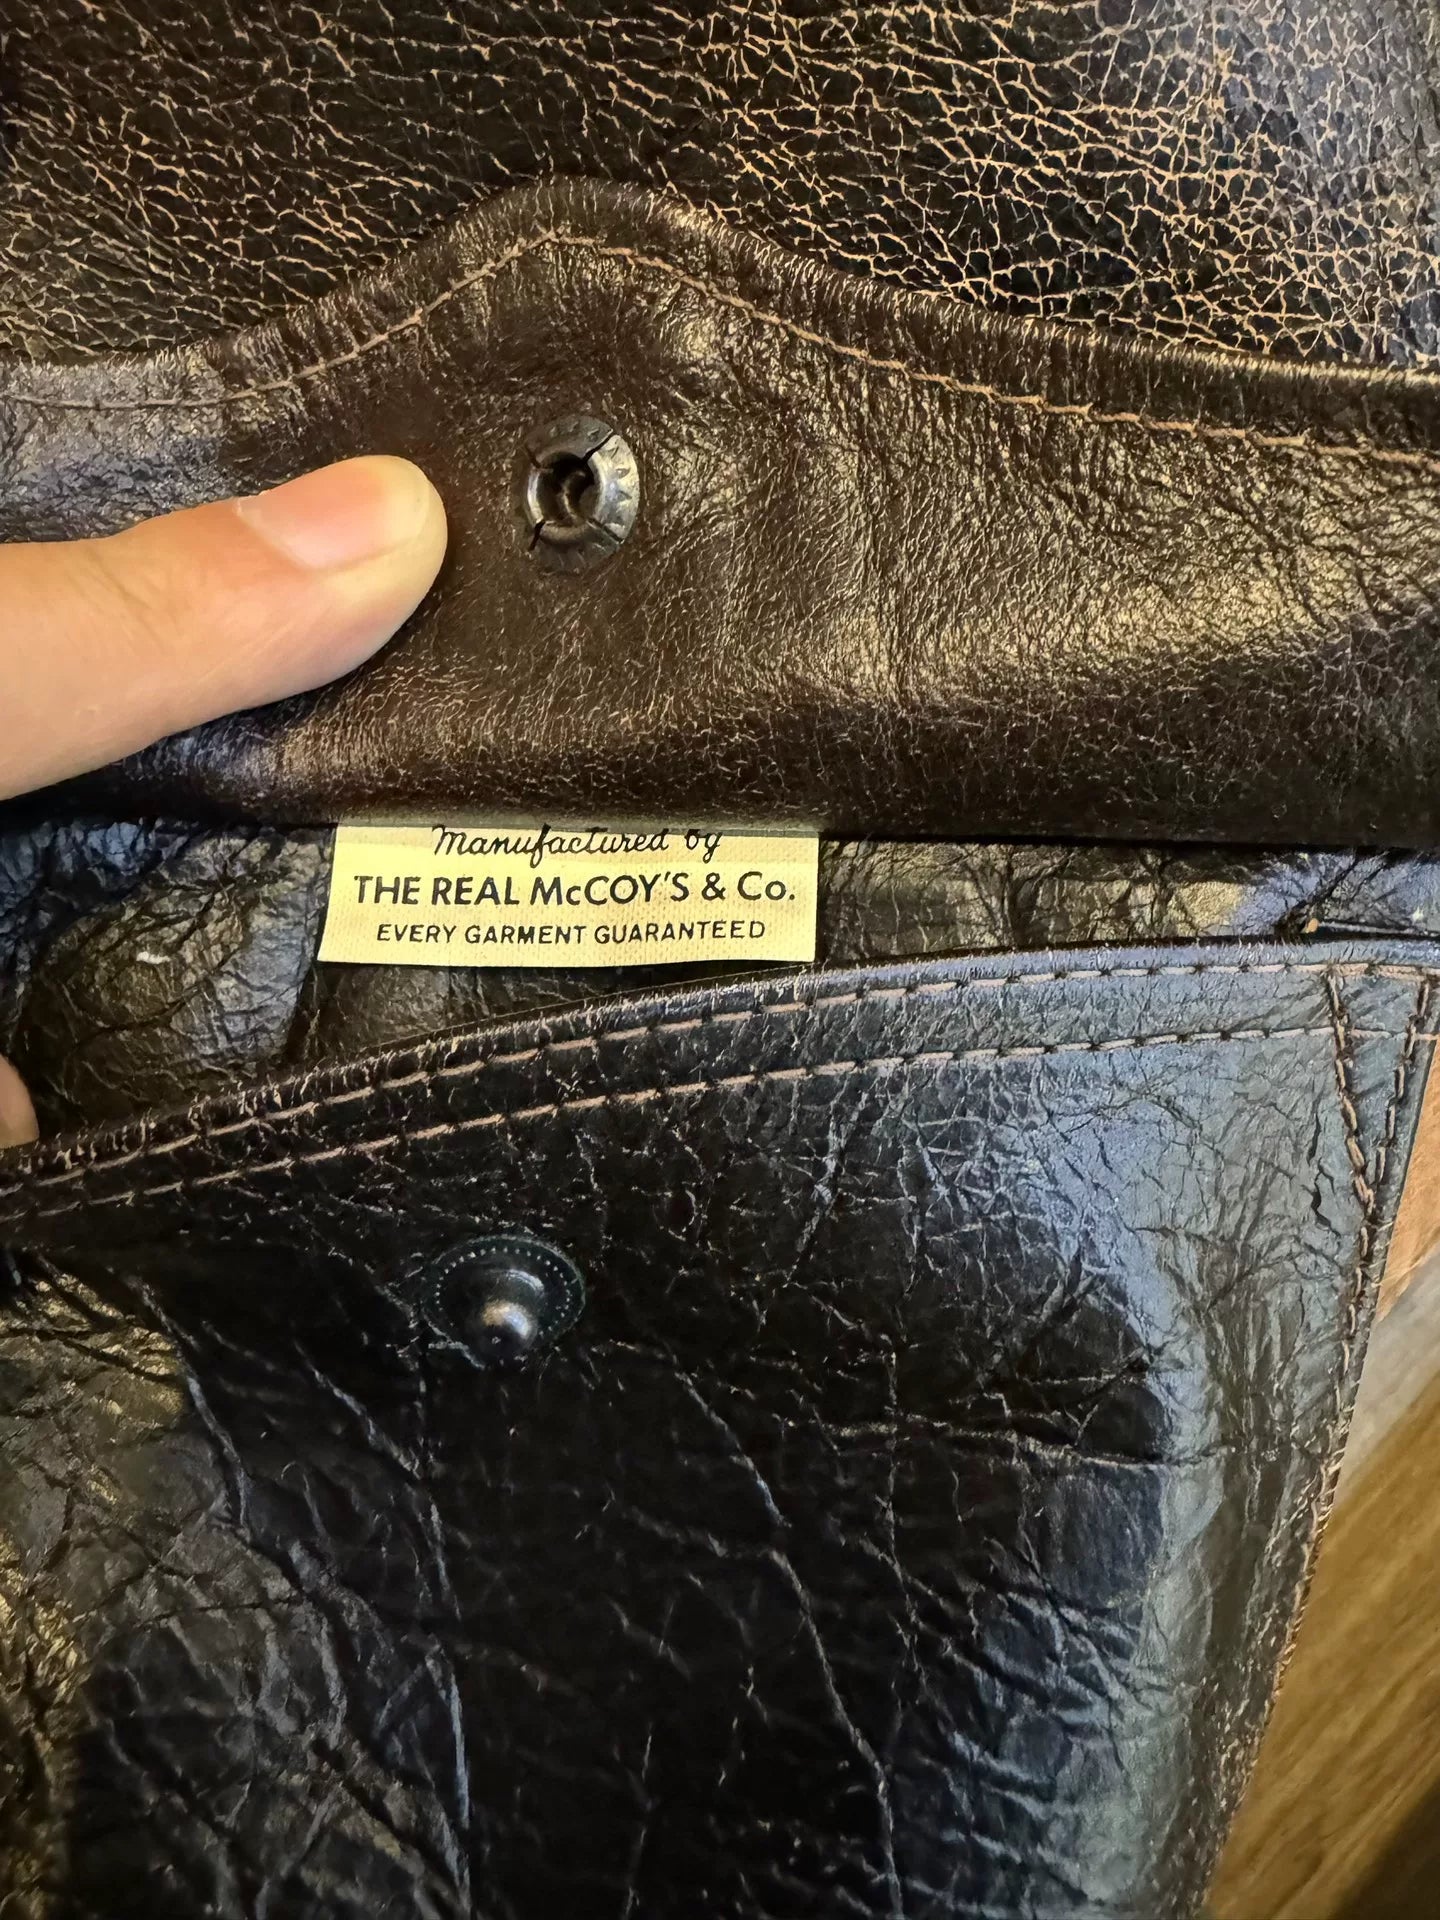 Manufactured by
THE REAL McCOY'S & Co.
EVERY GARMENT GUARANTEED